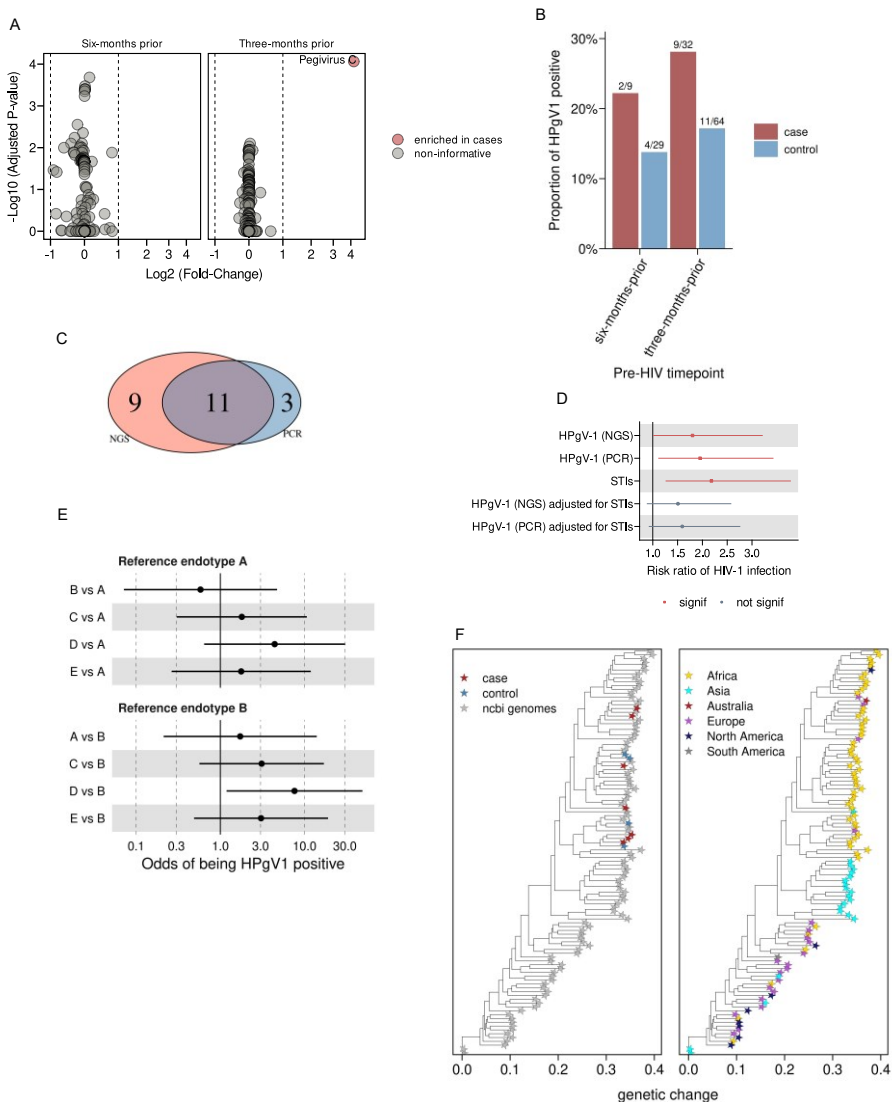 A
Six-months prior
Three-months prior
Pegivirus C
-Log10 (Adjusted P-value)
4
3
2
1
0
-1 0 1 2 3 4
-1 0 1 2 3 4
Log2 (Fold-Change)
enriched in cases
non-informative
B
Proportion of HPgV1 positive
30%
20%
10%
0%
2/9
4/29
9/32
11/64
case
control
six-months-prior
three-months-prior
Pre-HIV timepoint
C
9
11
3
NGS
PCR
D
HPgV-1 (NGS)
HPgV-1 (PCR)
STIs
HPgV-1 (NGS) adjusted for STIs
HPgV-1 (PCR) adjusted for STIs
1.0 1.5 2.0 3.0
Risk ratio of HIV-1 infection
signif
not signif
E
Reference endotype A
B vs A
C vs A
D vs A
E vs A
Reference endotype B
A vs B
C vs B
D vs B
E vs B
0.1 0.3 1.0 3.0 10.0 30.0
Odds of being HPgV1 positive
F
case
control
ncbi genomes
Africa
Asia
Australia
Europe
North America
South America
0.0 0.1 0.2 0.3 0.4
0.0 0.1 0.2 0.3 0.4
genetic change